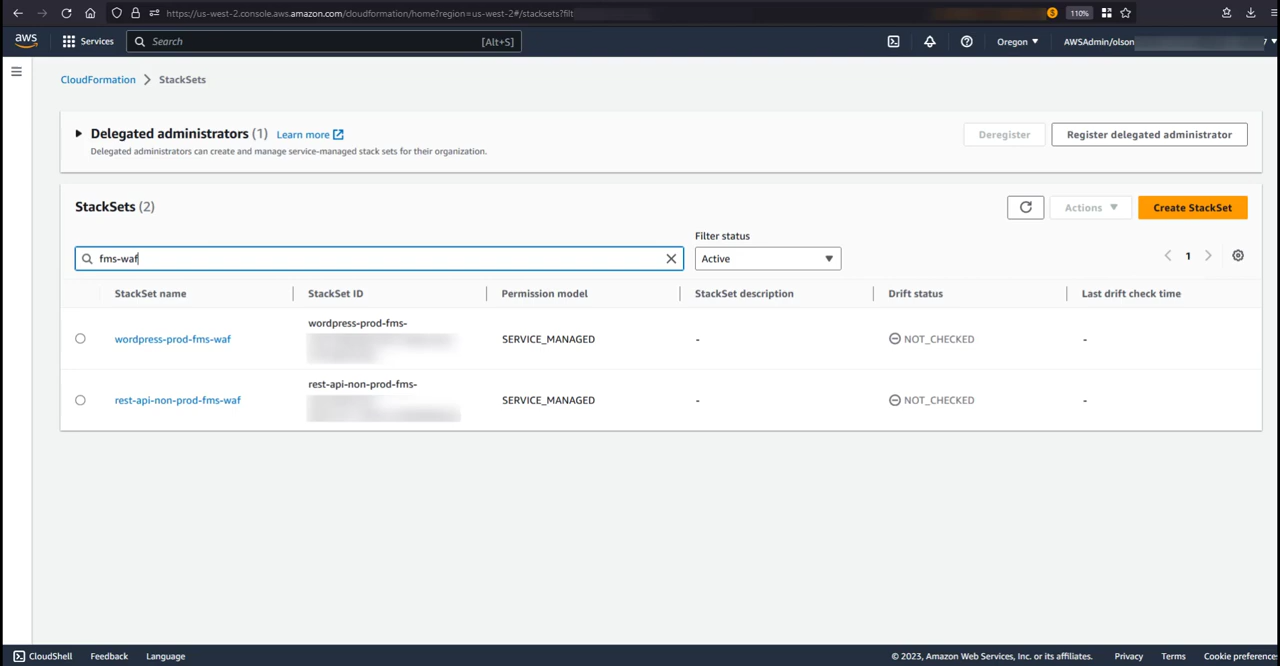 https://us-west-2.console.aws.amazon.com/cloudformation/home?region=us-west-2#/stacksets?filt
110%
aws
Services
Search
[Alt+S]
Oregon
AWSAdmin/olson
7
CloudFormation > StackSets
Delegated administrators (1) Learn more
Deregister
Register delegated administrator
Delegated administrators can create and manage service-managed stack sets for their organization.
StackSets (2)
Actions
Create StackSet
Filter status
fms-waf
Active
1
StackSet name StackSet ID Permission model StackSet description Drift status Last drift check time
wordpress-prod-fms-
wordpress-prod-fms-waf SERVICE_MANAGED - NOT_CHECKED -
rest-api-non-prod-fms-
rest-api-non-prod-fms-waf SERVICE_MANAGED - NOT_CHECKED -
CloudShell Feedback Language © 2023, Amazon Web Services, Inc. or its affiliates. Privacy Terms Cookie preference